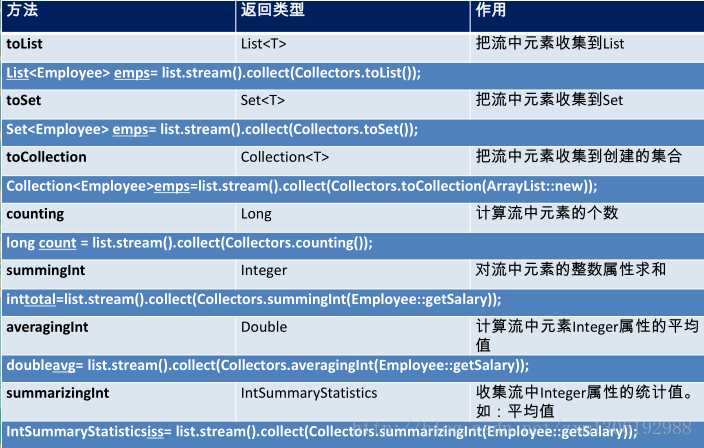 方法 返回类型 作用
toList List<T> 把流中元素收集到List
List<Employee> emps= list.stream().collect(Collectors.toList());
toSet Set<T> 把流中元素收集到Set
Set<Employee> emps= list.stream().collect(Collectors.toSet());
toCollection Collection<T> 把流中元素收集到创建的集合
Collection<Employee>emps=list.stream().collect(Collectors.toCollection(ArrayList::new));
counting Long 计算流中元素的个数
long count = list.stream().collect(Collectors.counting());
summingInt Integer 对流中元素的整数属性求和
inttotal=list.stream().collect(Collectors.summingInt(Employee::getSalary));
averagingInt Double 计算流中元素Integer属性的平均
值
doubleavg= list.stream().collect(Collectors.averagingInt(Employee::getSalary));
summarizingInt IntSummaryStatistics 收集流中Integer属性的统计值。
如：平均值
IntSummaryStatisticsiss= list.stream().collect(Collectors.summarizingInt(Employee::getSalary));